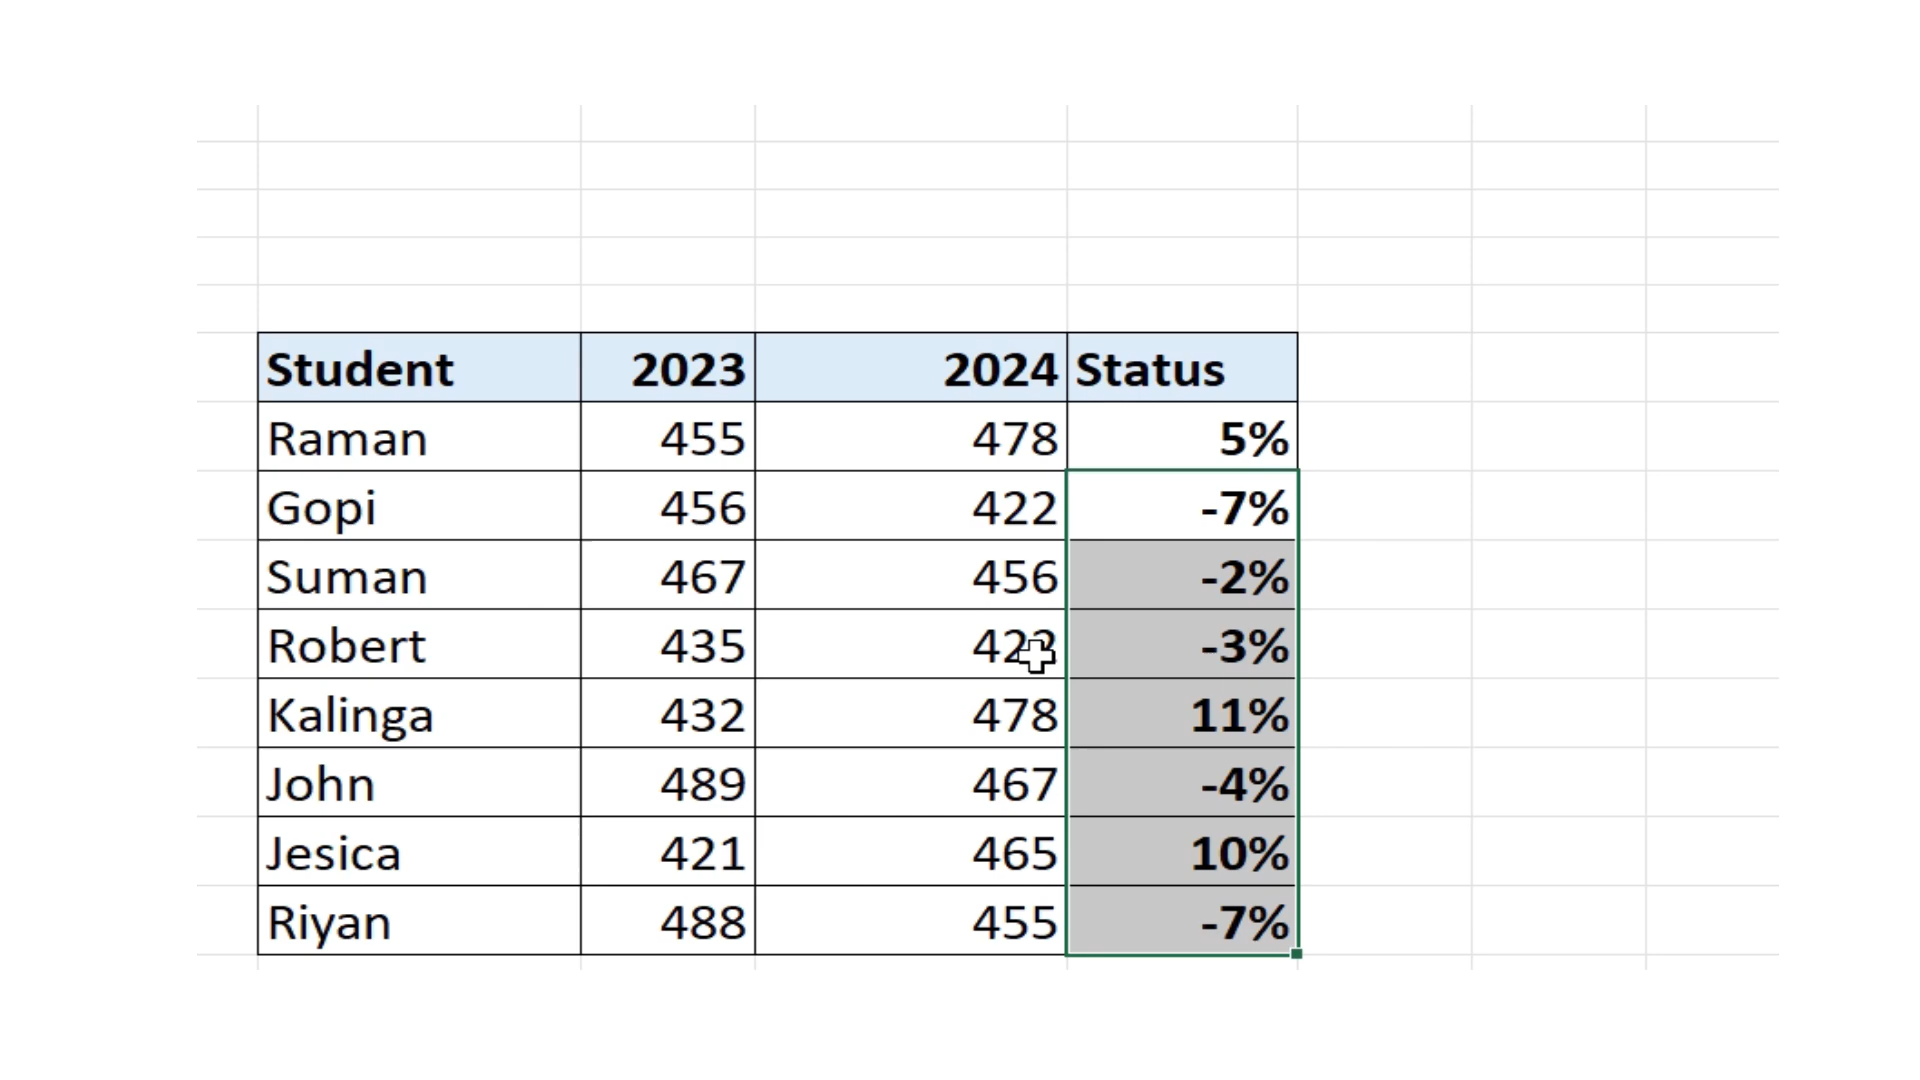 Student 2023 2024 Status
Raman 455 478 5%
Gopi 456 422 -7%
Suman 467 456 -2%
Robert 435 -3%
Kalinga 432 478 11%
John 489 467 -4%
Jesica 421 465 10%
Riyan 488 455 -7%